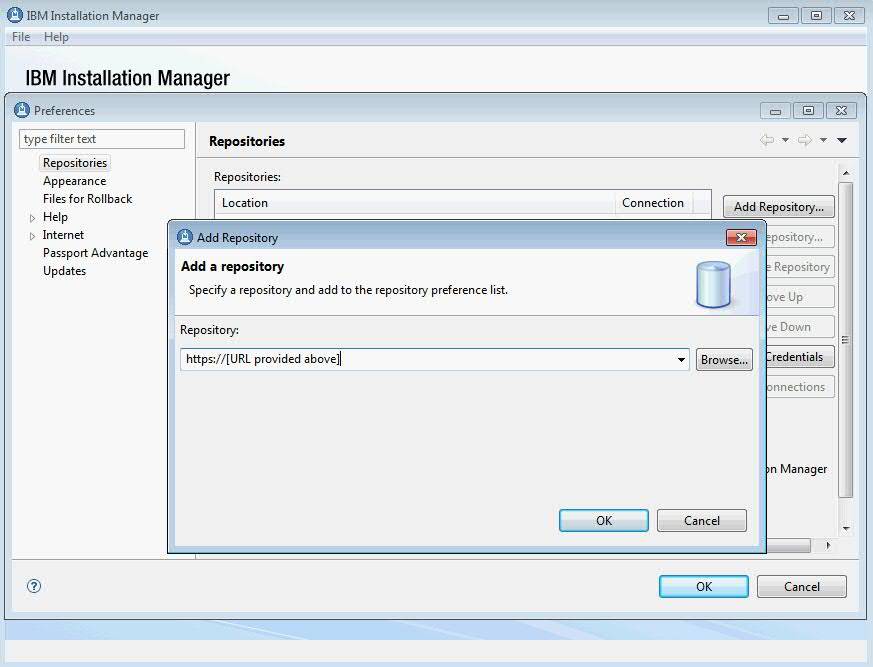 IBM Installation Manager
File Help
IBM Installation Manager
Preferences
type filter text
Repositories
Appearance
Files for Rollback
Help
Internet
Passport Advantage
Updates
Repositories
Repositories:
Location Connection
Add Repository...
epository...
e Repository
ove Up
ve Down
Credentials
onnections
on Manager
Add Repository
Add a repository
Specify a repository and add to the repository preference list.
Repository:
https://[URL provided above]
Browse...
OK Cancel
?
OK Cancel